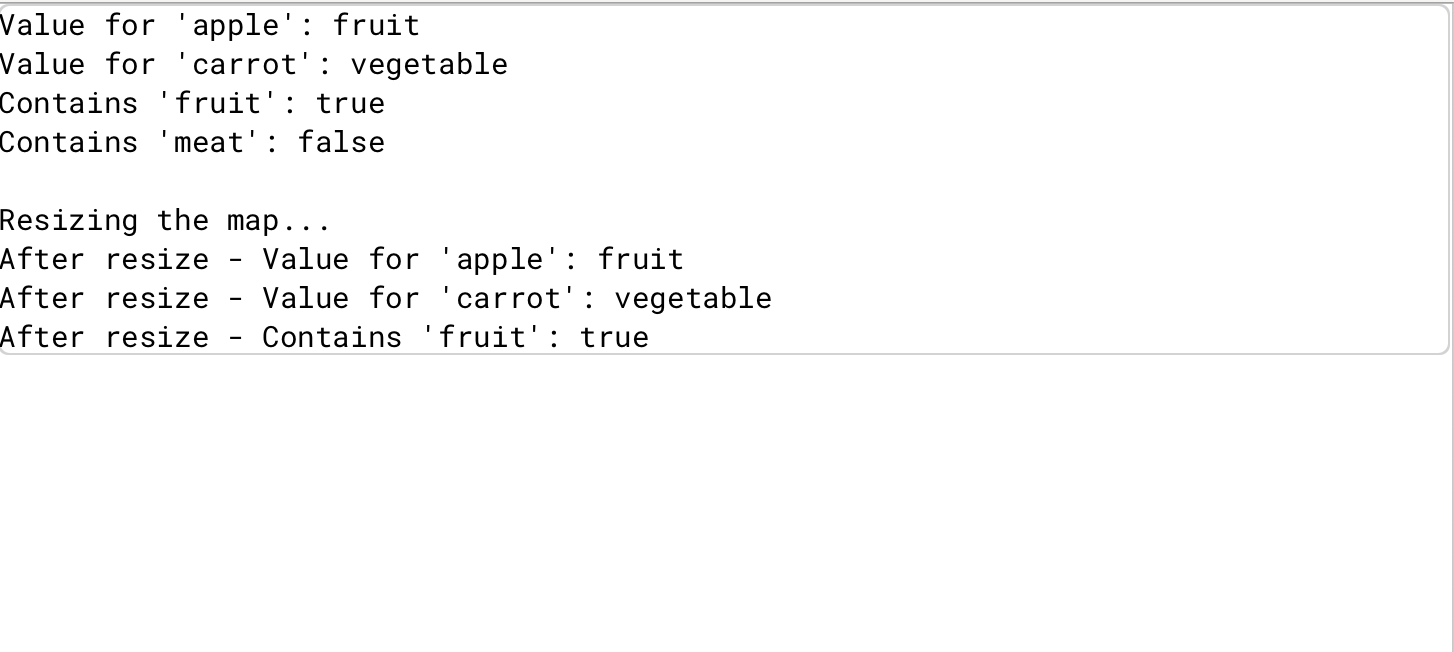 Value for 'apple': fruit
Value for 'carrot': vegetable
Contains 'fruit': true
Contains 'meat': false
Resizing the map...
After resize - Value for 'apple': fruit
After resize - Value for 'carrot': vegetable
After resize - Contains 'fruit': true